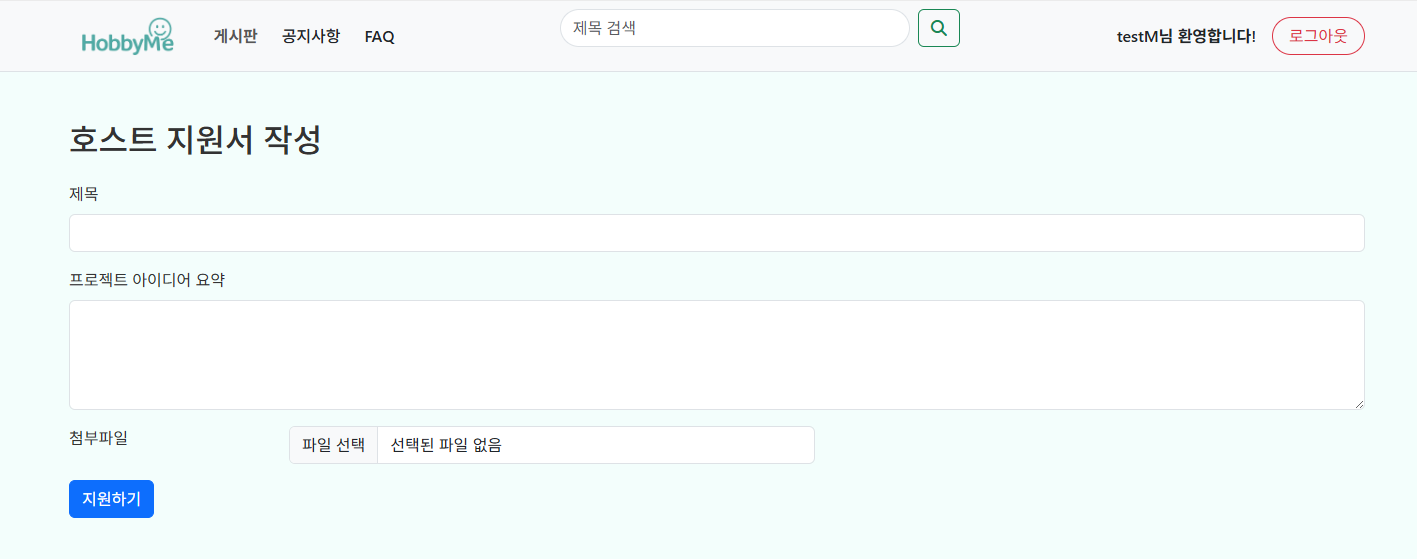 HobbyMe 게시판 공지사항 FAQ 제목 검색 testM님 환영합니다! 로그아웃
호스트 지원서 작성
제목
프로젝트 아이디어 요약
첨부파일 파일 선택 선택된 파일 없음
지원하기